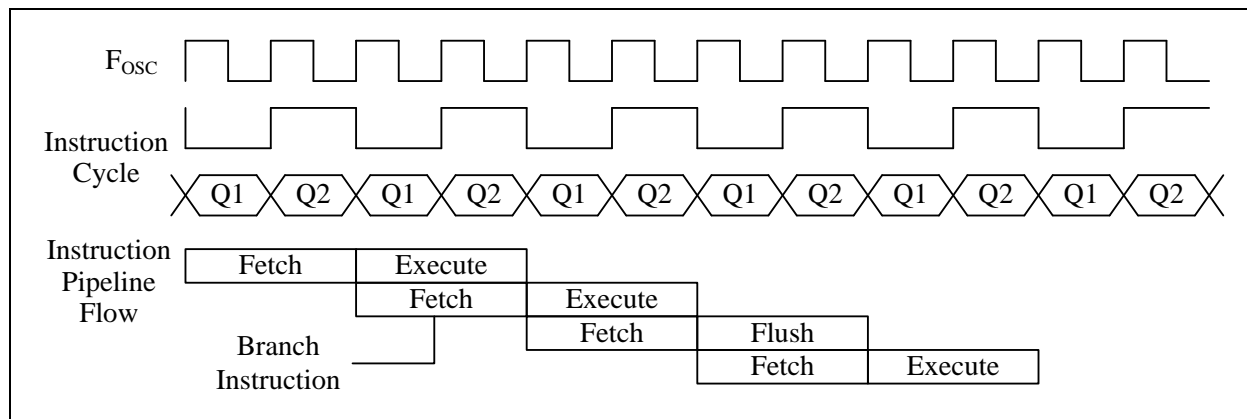 FOSC
Instruction
Cycle
Q1 Q2 Q1 Q2 Q1 Q2 Q1 Q2 Q1 Q2 Q1 Q2
Instruction
Pipeline
Flow
Fetch Execute
Fetch Execute
Fetch Flush
Fetch Execute
Branch
Instruction